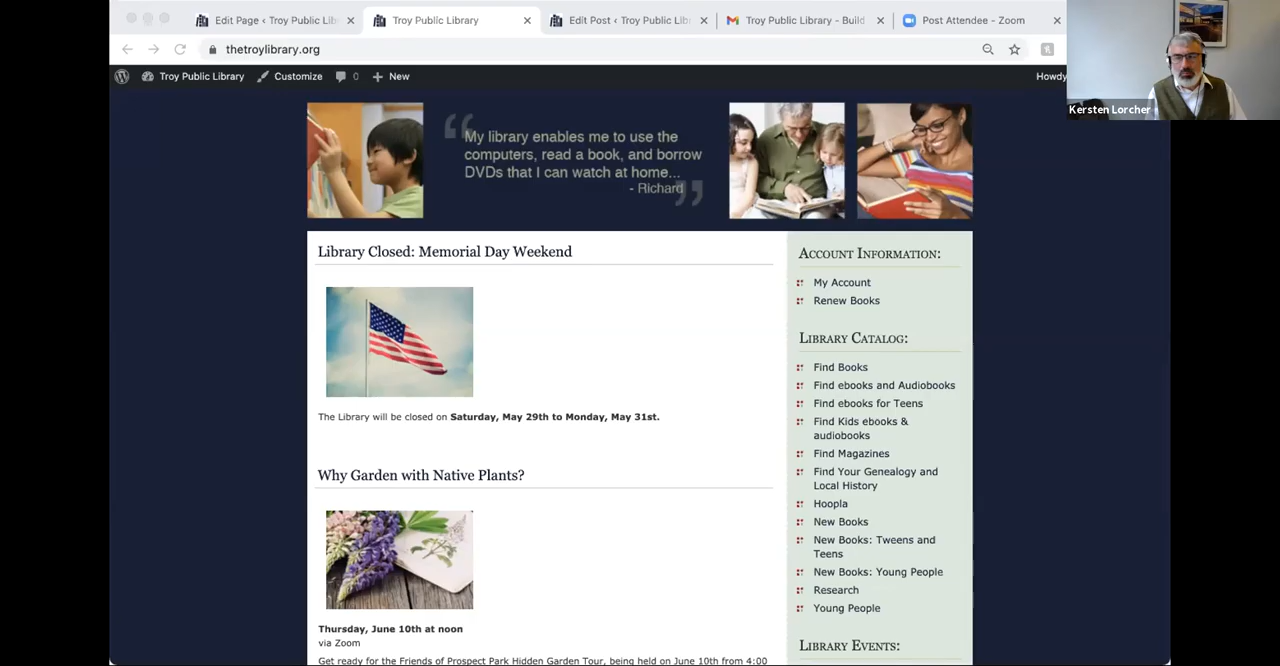 Edit Page ‹ Troy Public Lib
Troy Public Library
Edit Post ‹ Troy Public Libr
Troy Public Library - Build
Post Attendee - Zoom
thetroylibrary.org
Troy Public Library
Customize
0
New
Howdy
Kersten Lorcher
“My library enables me to use the
computers, read a book, and borrow
DVDs that I can watch at home...
- Richard”
Library Closed: Memorial Day Weekend
The Library will be closed on Saturday, May 29th to Monday, May 31st.
Why Garden with Native Plants?
Thursday, June 10th at noon
via Zoom
Get ready for the Friends of Prospect Park Hidden Garden Tour, being held on June 10th from 4:00
Account Information:
My Account
Renew Books
Library Catalog:
Find Books
Find ebooks and Audiobooks
Find ebooks for Teens
Find Kids ebooks &
audiobooks
Find Magazines
Find Your Genealogy and
Local History
Hoopla
New Books
New Books: Tweens and
Teens
New Books: Young People
Research
Young People
Library Events: